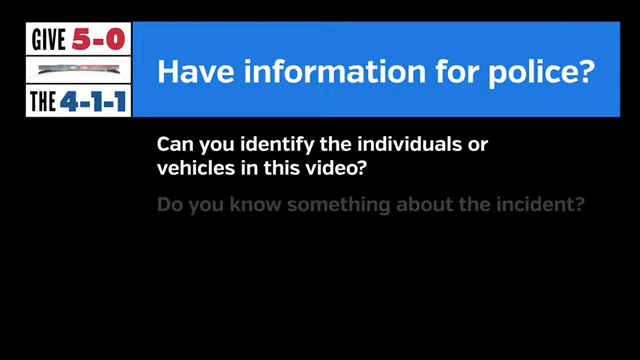 GIVE 5-0
THE 4-1-1
Have information for police?
Can you identify the individuals or
vehicles in this video?
Do you know something about the incident?